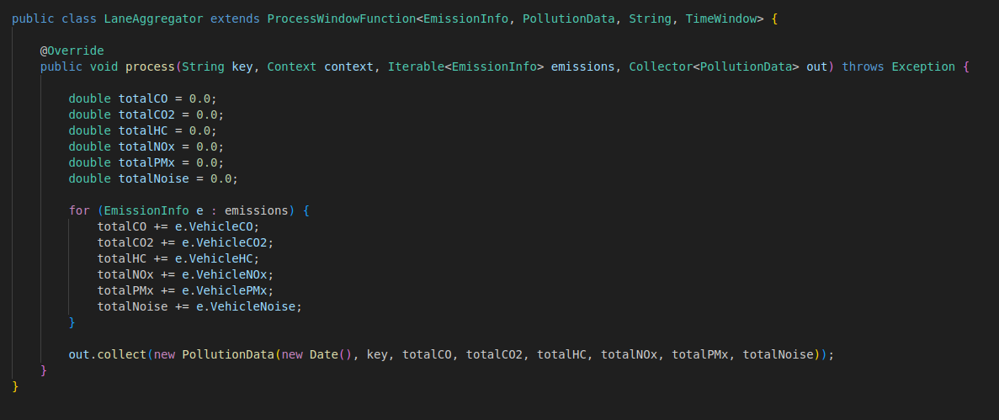 public class LaneAggregator extends ProcessWindowFunction<EmissionInfo, PollutionData, String, TimeWindow> {
@Override
public void process(String key, Context context, Iterable<EmissionInfo> emissions, Collector<PollutionData> out) throws Exception {
double totalCO = 0.0;
double totalCO2 = 0.0;
double totalHC = 0.0;
double totalNOx = 0.0;
double totalPMx = 0.0;
double totalNoise = 0.0;
for (EmissionInfo e : emissions) {
totalCO += e.VehicleCO;
totalCO2 += e.VehicleCO2;
totalHC += e.VehicleHC;
totalNOx += e.VehicleNOx;
totalPMx += e.VehiclePMx;
totalNoise += e.VehicleNoise;
}
out.collect(new PollutionData(new Date(), key, totalCO, totalCO2, totalHC, totalNOx, totalPMx, totalNoise));
}
}